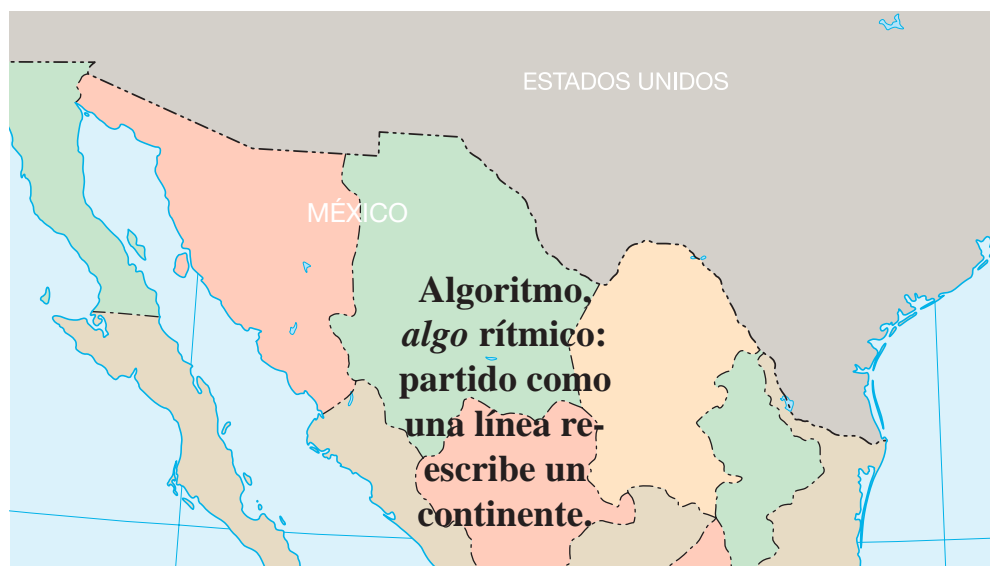 ESTADOS UNIDOS
MÉXICO
Algoritmo,
algo rítmico:
partido como
una línea re-
escribe un
continente.